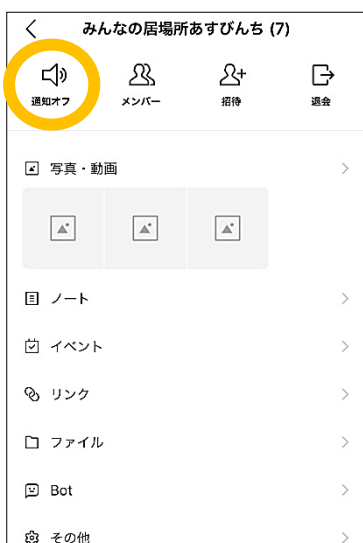 みんなの居場所あすびんち (7)
通知オフ メンバー 招待 退会
写真・動画
ノート
イベント
リンク
ファイル
Bot
その他